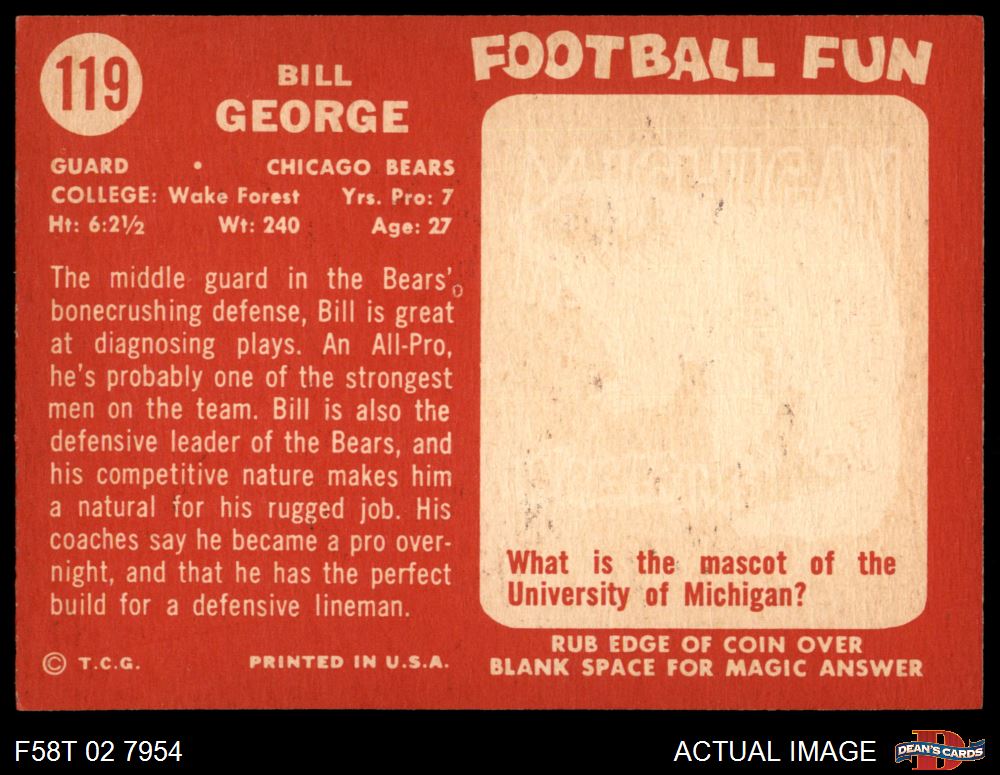 119
BILL
GEORGE
GUARD • CHICAGO BEARS
COLLEGE: Wake Forest Yrs. Pro: 7
Ht: 6:2½ Wt: 240 Age: 27
The middle guard in the Bears'
bonecrushing defense, Bill is great
at diagnosing plays. An All-Pro,
he's probably one of the strongest
men on the team. Bill is also the
defensive leader of the Bears, and
his competitive nature makes him
a natural for his rugged job. His
coaches say he became a pro over-
night, and that he has the perfect
build for a defensive lineman.
© T.C.G. PRINTED IN U.S.A.
FOOTBALL FUN
What is the mascot of the
University of Michigan?
RUB EDGE OF COIN OVER
BLANK SPACE FOR MAGIC ANSWER
F58T 02 7954
ACTUAL IMAGE
DEAN'S CARDS